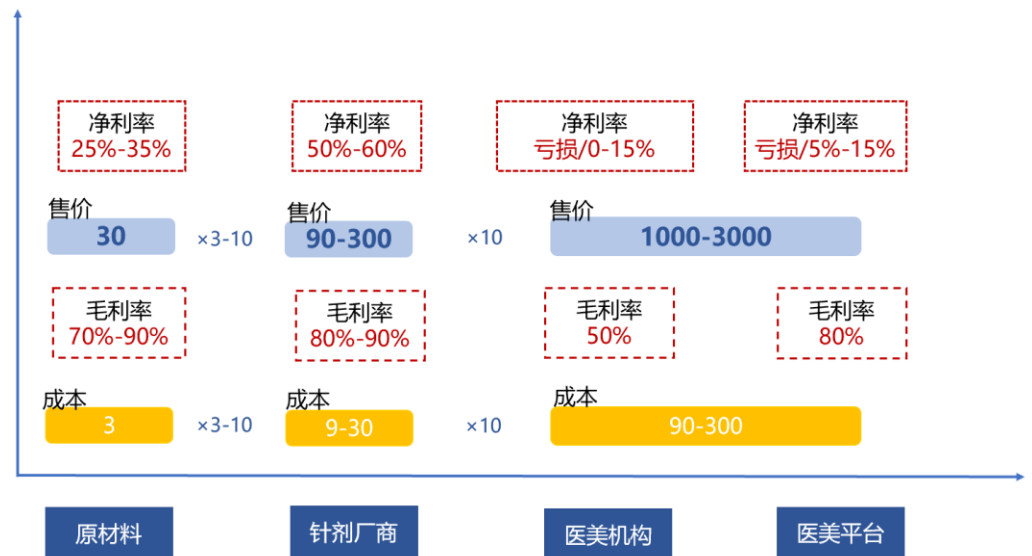 净利率
25%-35%
净利率
50%-60%
净利率
亏损/0-15%
净利率
亏损/5%-15%
售价
30
×3-10
售价
90-300
×10
售价
1000-3000
毛利率
70%-90%
毛利率
80%-90%
毛利率
50%
毛利率
80%
成本
3
×3-10
成本
9-30
×10
成本
90-300
原材料
针剂厂商
医美机构
医美平台